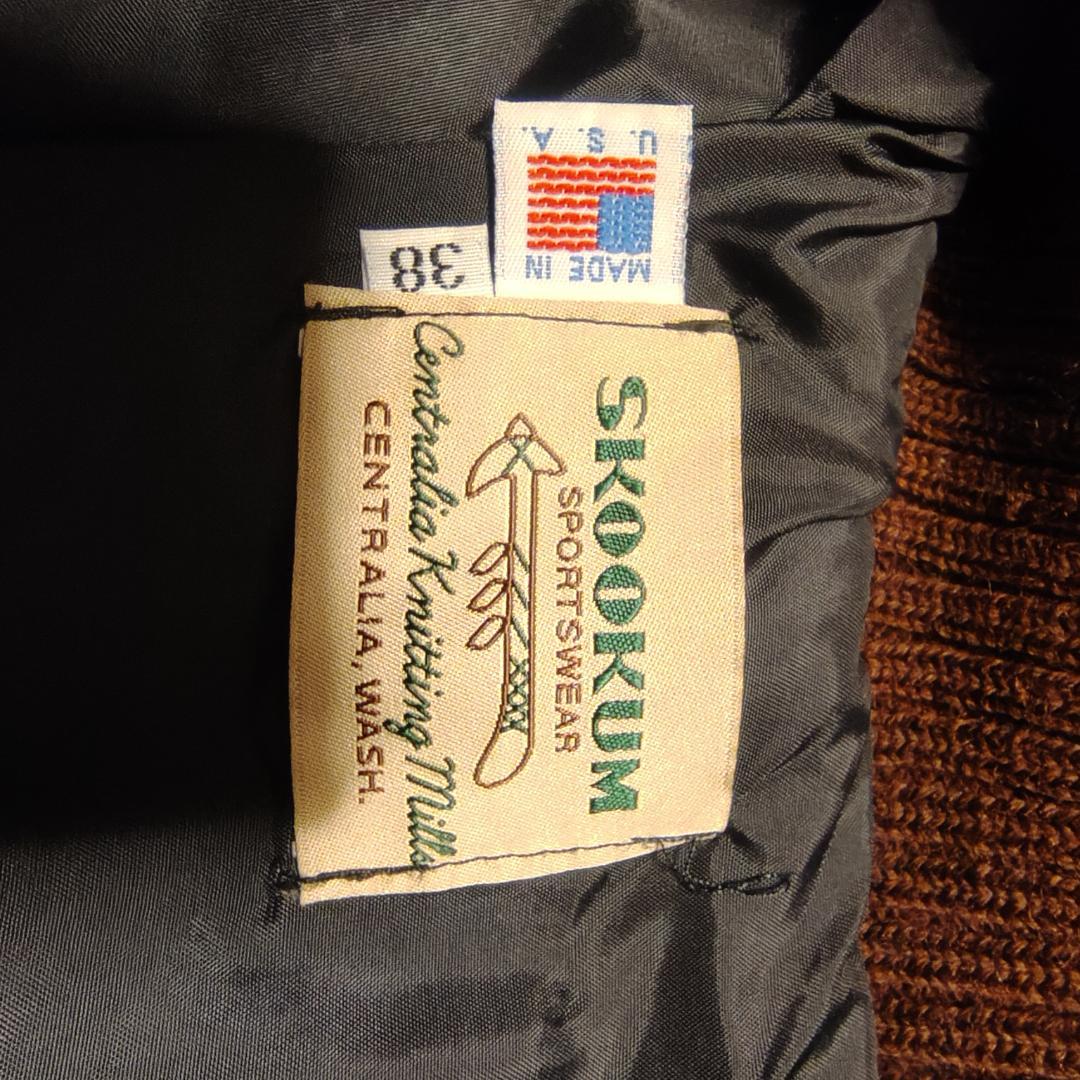 SKOOKUM
SPORTSWEAR
Centralia Knitting Mills
CENTRALIA, WASH.
MADE IN
U. S. A.
38